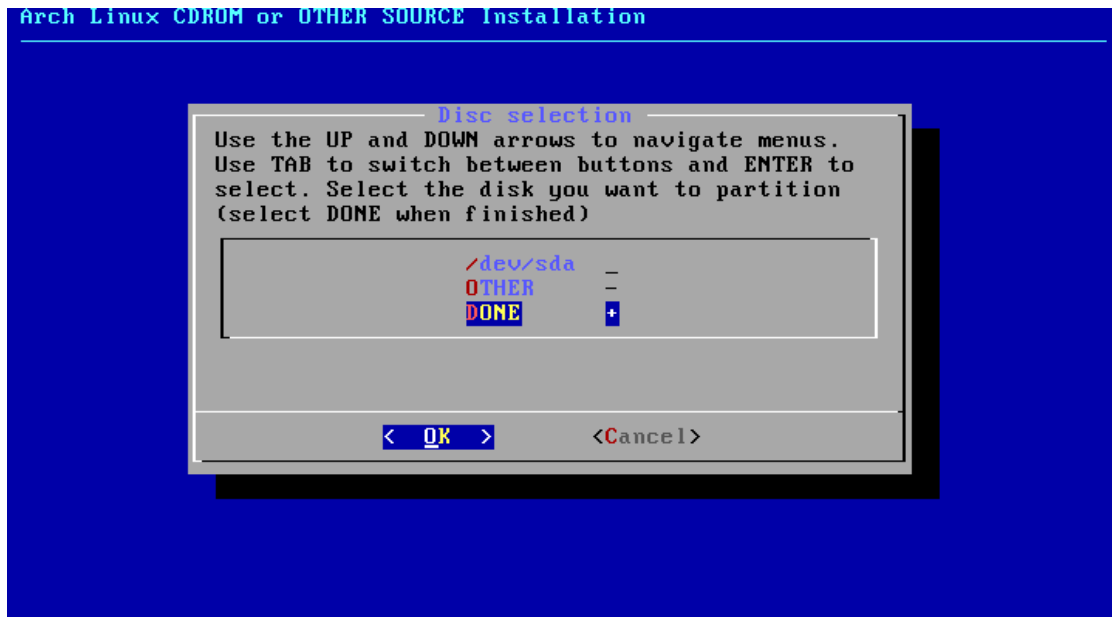 Arch Linux CDROM or OTHER SOURCE Installation
Disc selection
Use the UP and DOWN arrows to navigate menus.
Use TAB to switch between buttons and ENTER to
select. Select the disk you want to partition
(select DONE when finished)
/dev/sda _
OTHER -
DONE +
< OK > <Cancel>